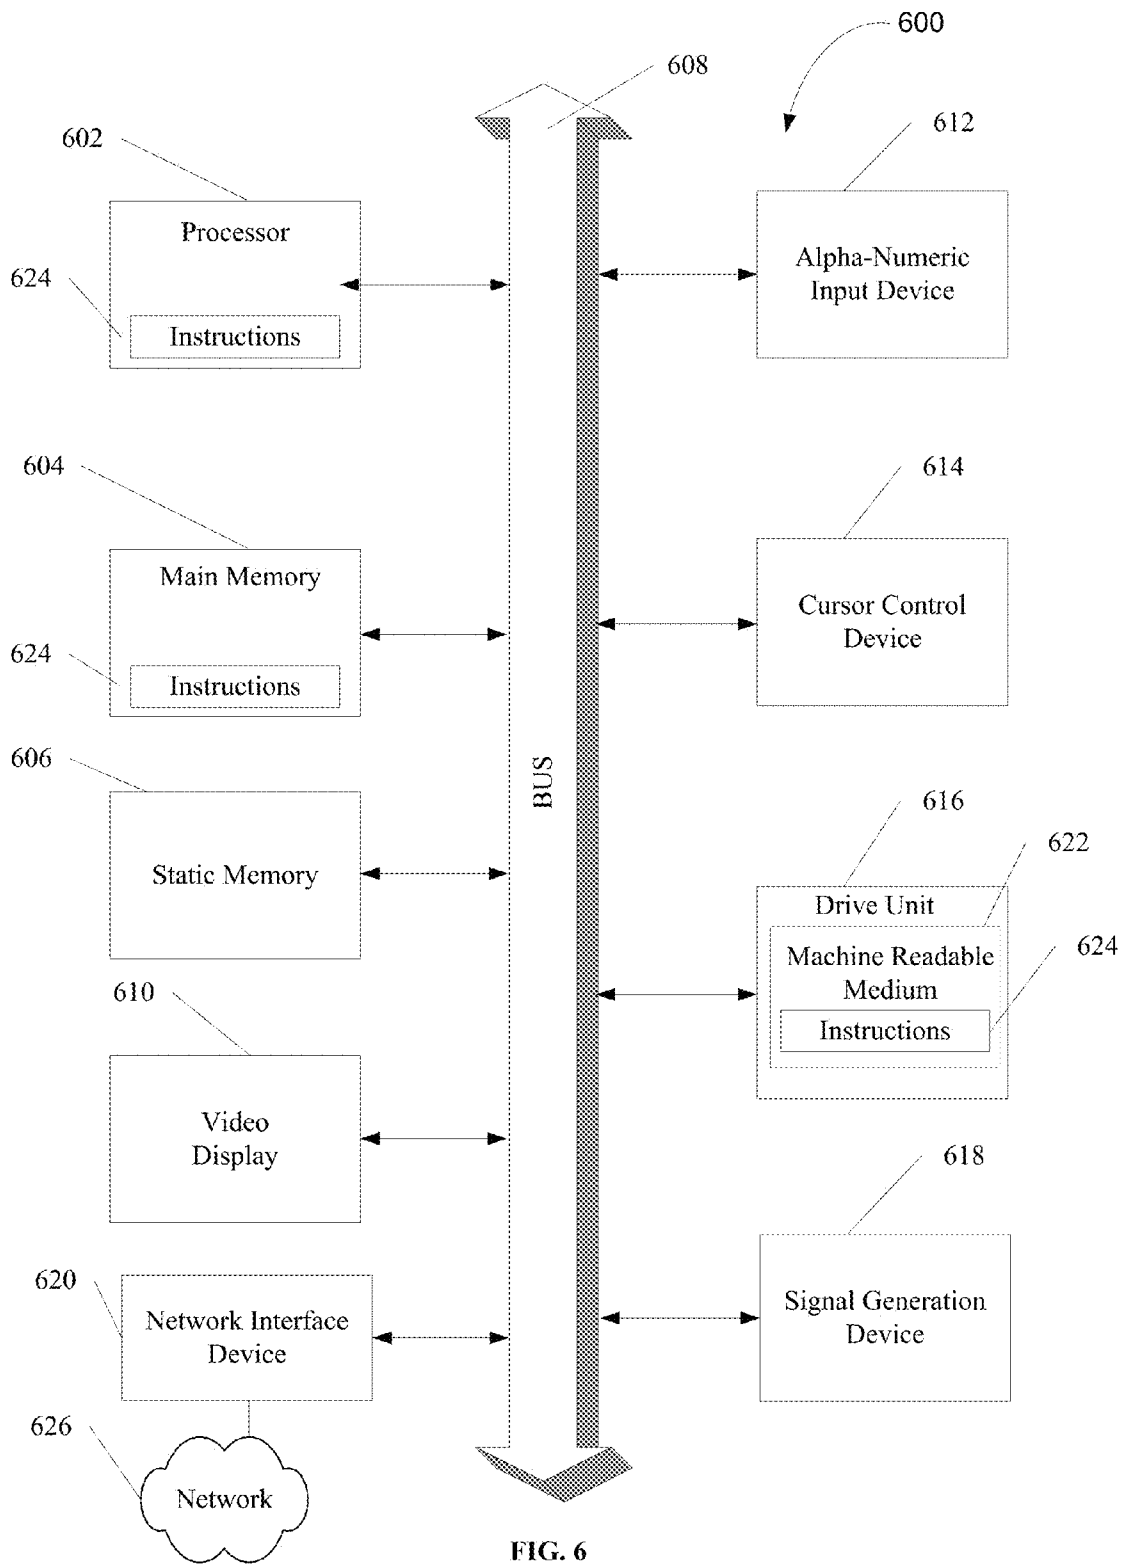 600
608
602
612
Processor
Alpha-Numeric
Input Device
624
Instructions
604
614
Main Memory
Cursor Control
Device
624
Instructions
606
BUS
616
622
Static Memory
Drive Unit
624
Machine Readable
Medium
Instructions
610
Video
Display
618
620
Network Interface
Device
Signal Generation
Device
626
Network
FIG. 6